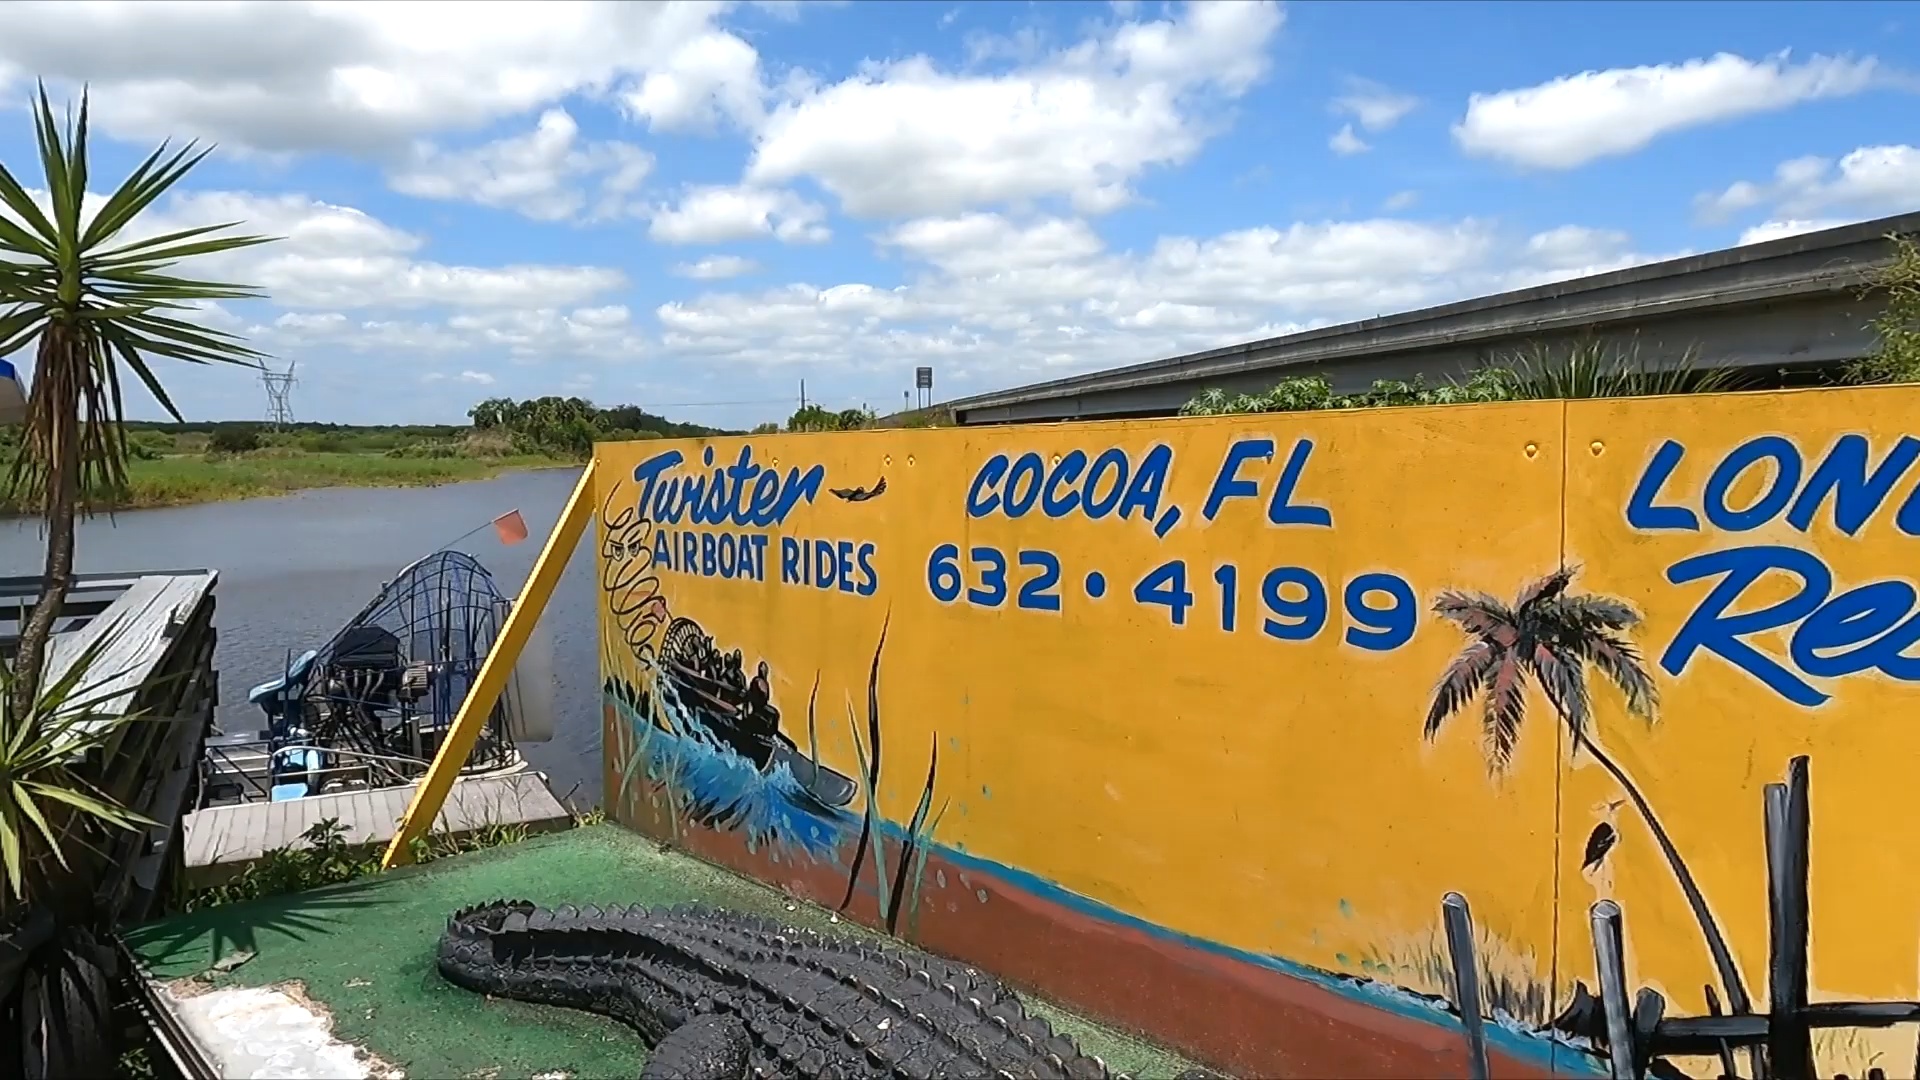 Twister
AIRBOAT RIDES
COCOA, FL
632•4199